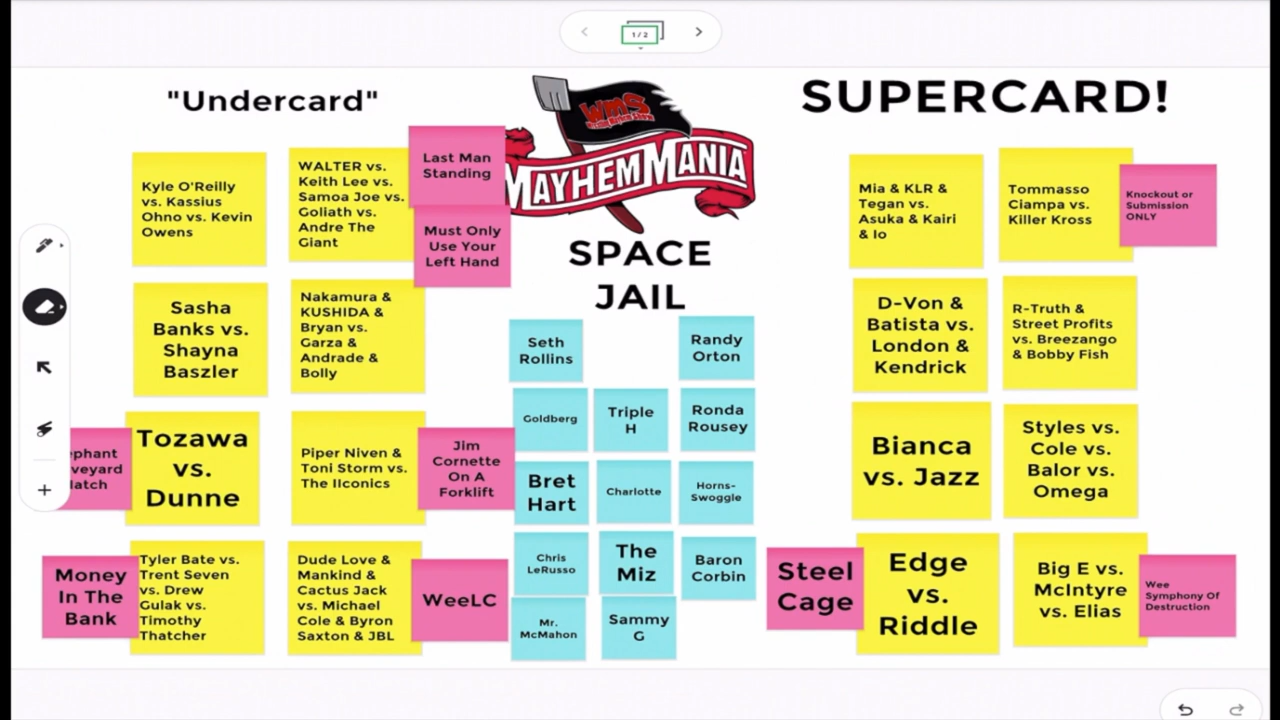 1 / 2
"Undercard"
SUPERCARD!
WMS
MAYHEMMANIA
SPACE
JAIL
Kyle O'Reilly
vs. Kassius
Ohno vs. Kevin
Owens
WALTER vs.
Keith Lee vs.
Samoa Joe vs.
Goliath vs.
Andre The
Giant
Last Man
Standing
Must Only
Use Your
Left Hand
Sasha
Banks vs.
Shayna
Baszler
Nakamura &
KUSHIDA &
Bryan vs.
Garza &
Andrade &
Bolly
ephant
veyard
latch
Tozawa
vs.
Dunne
Piper Niven &
Toni Storm vs.
The IIconics
Jim
Cornette
On A
Forklift
Money
In The
Bank
Tyler Bate vs.
Trent Seven
vs. Drew
Gulak vs.
Timothy
Thatcher
Dude Love &
Mankind &
Cactus Jack
vs. Michael
Cole & Byron
Saxton & JBL
WeeLC
Seth
Rollins
Randy
Orton
Goldberg
Triple
H
Ronda
Rousey
Bret
Hart
Charlotte
Horns-
Swoggle
Chris
LeRusso
The
Miz
Baron
Corbin
Mr.
McMahon
Sammy
G
Mia & KLR &
Tegan vs.
Asuka & Kairi
& Io
Tommasso
Ciampa vs.
Killer Kross
Knockout or
Submission
ONLY
D-Von &
Batista vs.
London &
Kendrick
R-Truth &
Street Profits
vs. Breezango
& Bobby Fish
Bianca
vs. Jazz
Styles vs.
Cole vs.
Balor vs.
Omega
Steel
Cage
Edge
vs.
Riddle
Big E vs.
McIntyre
vs. Elias
Wee
Symphony Of
Destruction